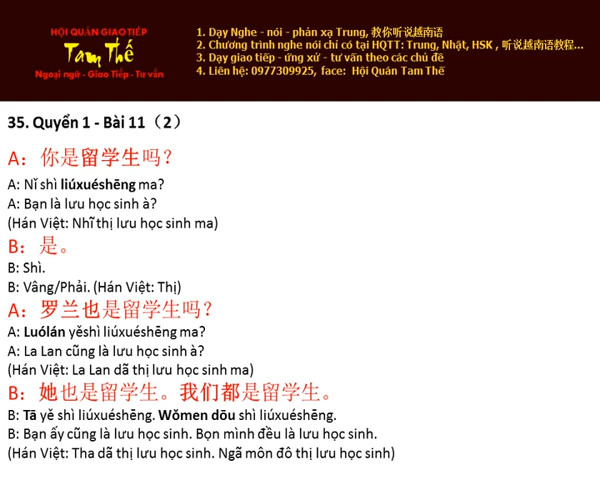 HỘI QUÁN GIAO TIẾP
Tam Thế
Ngoại ngữ - Giao Tiếp - Tư vấn
1. Dạy Nghe - nói - phản xạ Trung, 教你听说越南语
2. Chương trình nghe nói chỉ có tại HQTT: Trung, Nhật, HSK , 听说越南语教程...
3. Dạy giao tiếp - ứng xử - tư vấn theo các chủ đề
4. Liên hệ: 0977309925, face: Hội Quán Tam Thế
35. Quyển 1 - Bài 11（2）
A：你是留学生吗？
A: Nǐ shì liúxuéshēng ma?
A: Bạn là lưu học sinh à?
(Hán Việt: Nhĩ thị lưu học sinh ma)
B：是。
B: Shì.
B: Vâng/Phải. (Hán Việt: Thị)
A：罗兰也是留学生吗？
A: Luólán yěshì liúxuéshēng ma?
A: La Lan cũng là lưu học sinh à?
(Hán Việt: La Lan dã thị lưu học sinh ma)
B：她也是留学生。我们都是留学生。
B: Tā yě shì liúxuéshēng. Wǒmen dōu shì liúxuéshēng.
B: Bạn ấy cũng là lưu học sinh. Bọn mình đều là lưu học sinh.
(Hán Việt: Tha dã thị lưu học sinh. Ngã môn đô thị lưu học sinh)